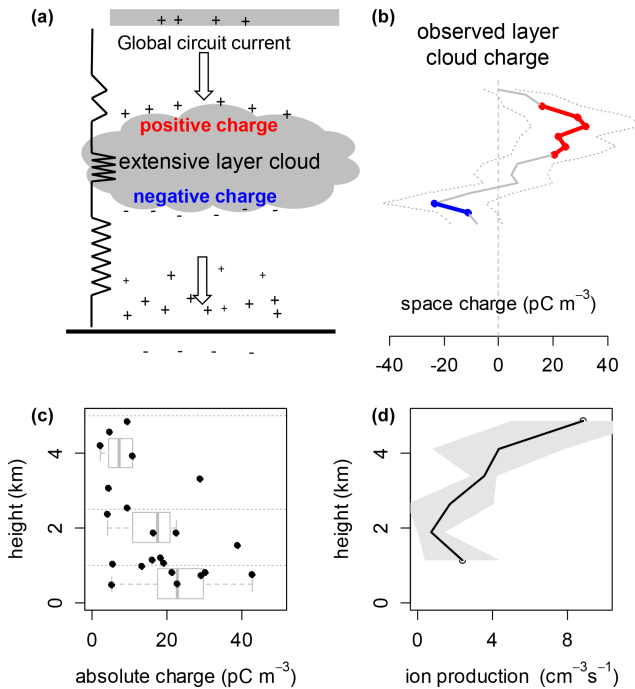 (a)
+ + + +
Global circuit current
+ + + + + + +
positive charge
extensive layer cloud
negative charge
- - - - - -
+ + + +
+ + + + + + + +
- - - -
(b)
observed layer
cloud charge
space charge (pC m⁻³)
-40 -20 0 20 40
(c)
height (km)
4
2
0
0 20 40
absolute charge (pC m⁻³)
(d)
height (km)
4
2
0
0 4 8
ion production (cm⁻³s⁻¹)